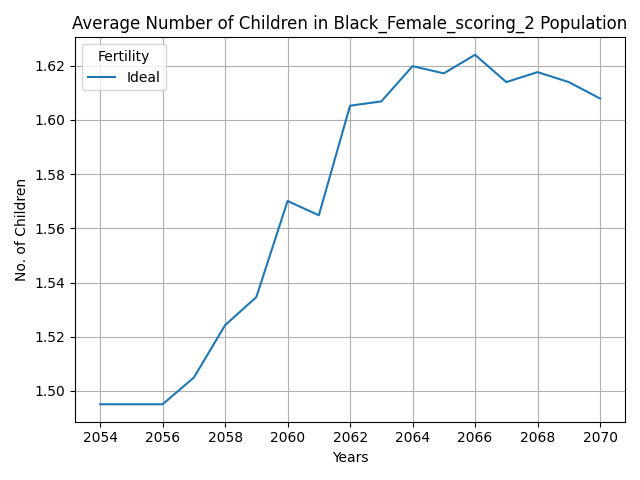 Average Number of Children in Black_Female_scoring_2 Population
Fertility
Ideal
No. of Children
1.62
1.60
1.58
1.56
1.54
1.52
1.50
2054 2056 2058 2060 2062 2064 2066 2068 2070
Years